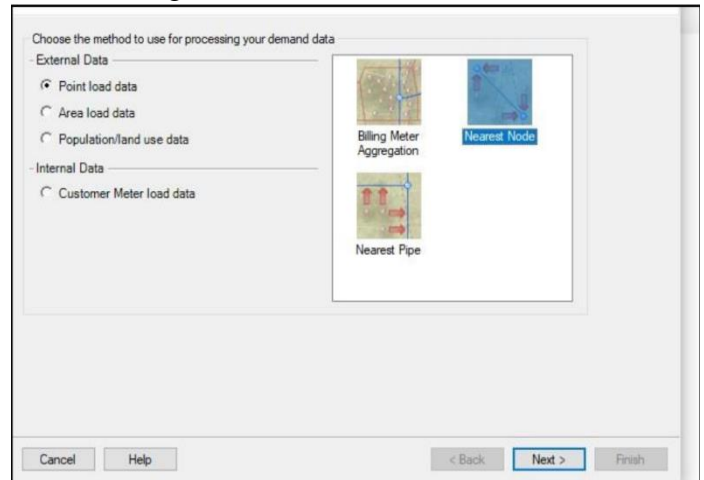 Choose the method to use for processing your demand data
External Data
Point load data
Area load data
Population/land use data
Internal Data
Customer Meter load data
Billing Meter
Aggregation
Nearest Node
Nearest Pipe
Cancel
Help
< Back
Next >
Finish